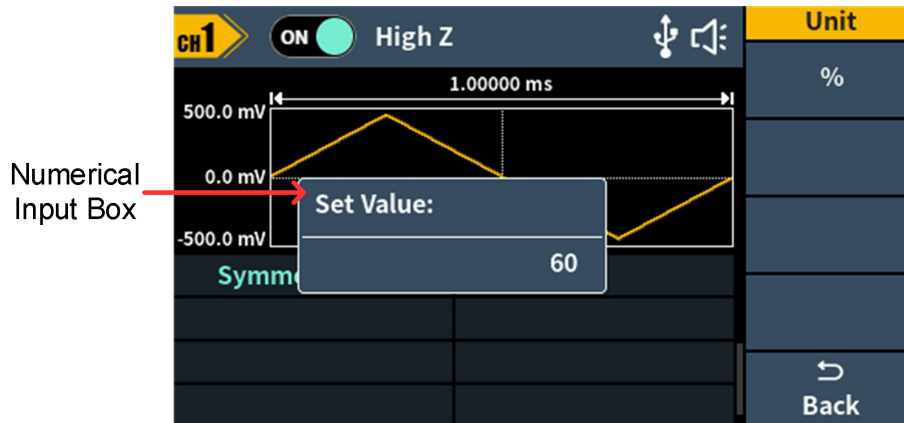 CH1
ON
High Z
Unit
%
1.00000 ms
500.0 mV
0.0 mV
-500.0 mV
Numerical
Input Box
Set Value:
60
Symme
Back